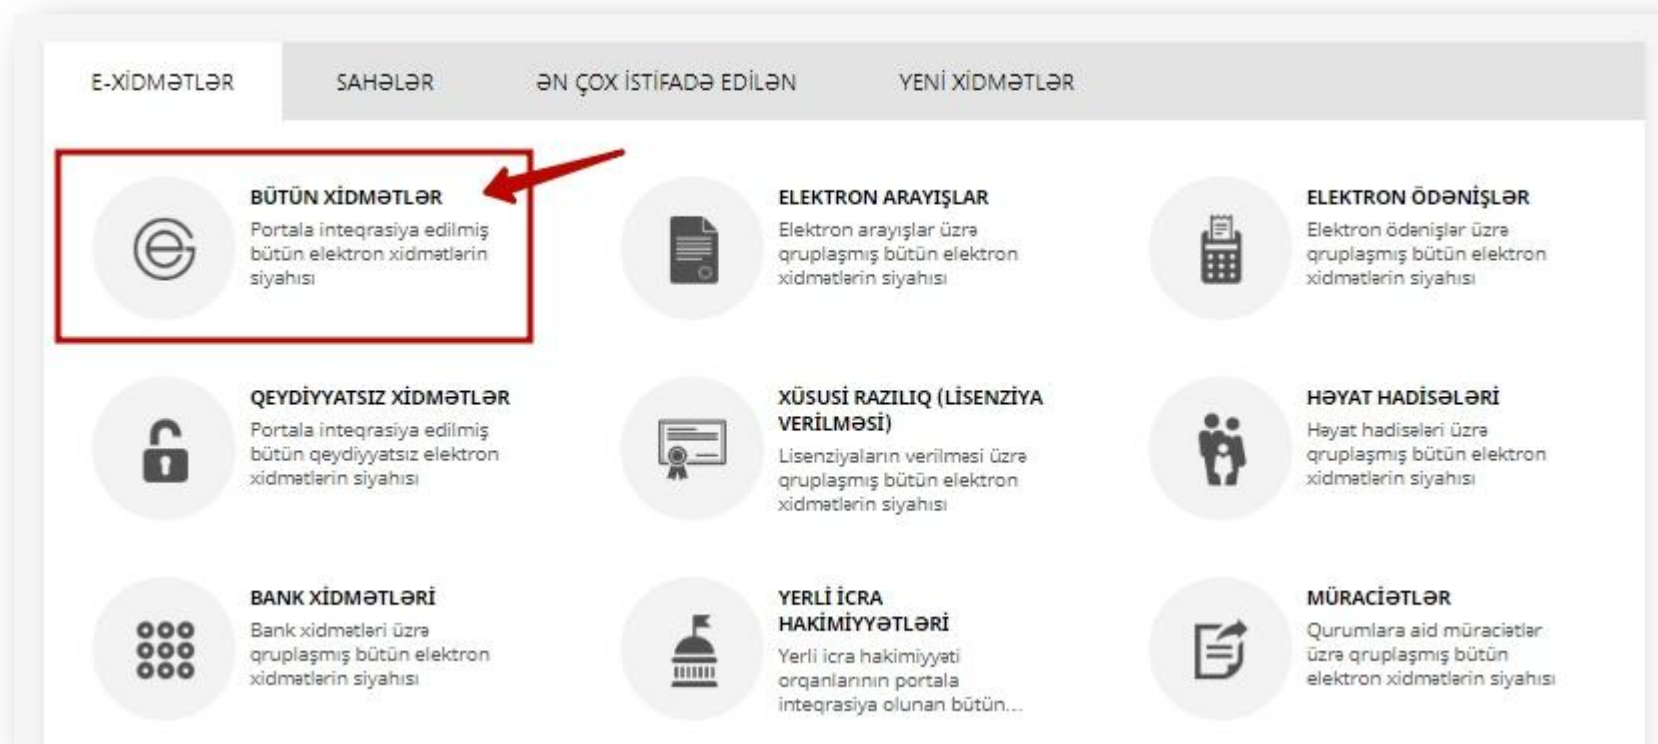 E-XİDMƏTLƏR
SAHƏLƏR
ƏN ÇOX İSTİFADƏ EDİLƏN
YENİ XİDMƏTLƏR
BÜTÜN XİDMƏTLƏR
Portala inteqrasiya edilmiş
bütün elektron xidmətlərin
siyahısı
ELEKTRON ARAYIŞLAR
Elektron arayışlar üzrə
qruplaşmış bütün elektron
xidmətlərin siyahısı
ELEKTRON ÖDƏNİŞLƏR
Elektron ödənişlər üzrə
qruplaşmış bütün elektron
xidmətlərin siyahısı
QEYDİYYATSIZ XİDMƏTLƏR
Portala inteqrasiya edilmiş
bütün qeydiyyatsız elektron
xidmətlərin siyahısı
XÜSUSİ RAZILIQ (LİSENZİYA
VERİLMƏSİ)
Lisenziyaların verilməsi üzrə
qruplaşmış bütün elektron
xidmətlərin siyahısı
HƏYAT HADİSƏLƏRİ
Həyat hadisələri üzrə
qruplaşmış bütün elektron
xidmətlərin siyahısı
BANK XİDMƏTLƏRİ
Bank xidmətləri üzrə
qruplaşmış bütün elektron
xidmətlərin siyahısı
YERLİ İCRA
HAKİMİYYƏTLƏRİ
Yerli icra hakimiyyəti
orqanlarının portala
inteqrasiya olunan bütün...
MÜRACİƏTLƏR
Qurumlara aid müraciətlər
üzrə qruplaşmış bütün
elektron xidmətlərin siyahısı